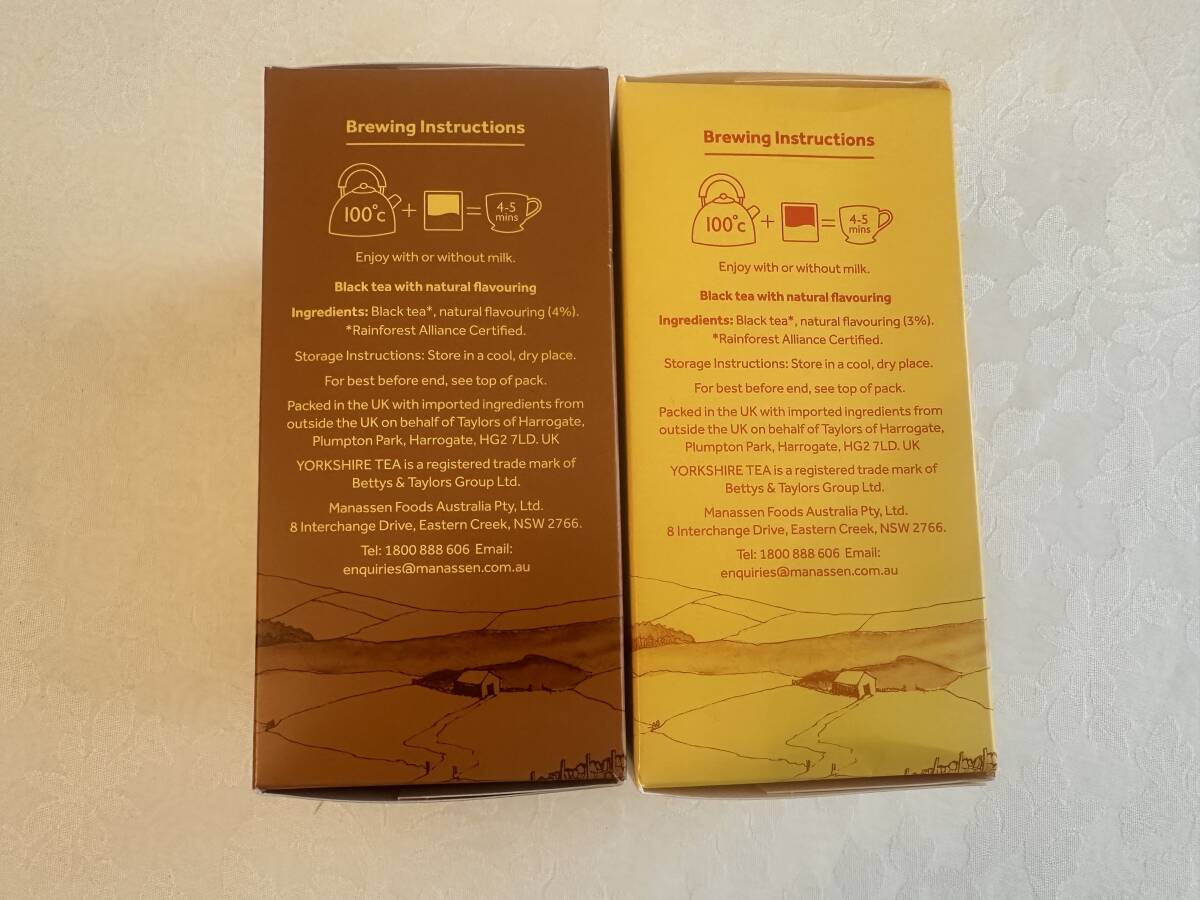 Brewing Instructions
100°c + = 4-5 mins
Enjoy with or without milk.
Black tea with natural flavouring
Ingredients: Black tea*, natural flavouring (4%).
*Rainforest Alliance Certified.
Storage Instructions: Store in a cool, dry place.
For best before end, see top of pack.
Packed in the UK with imported ingredients from
outside the UK on behalf of Taylors of Harrogate,
Plumpton Park, Harrogate, HG2 7LD. UK
YORKSHIRE TEA is a registered trade mark of
Bettys & Taylors Group Ltd.
Manassen Foods Australia Pty, Ltd.
8 Interchange Drive, Eastern Creek, NSW 2766.
Tel: 1800 888 606 Email:
enquiries@manassen.com.au
Brewing Instructions
100°c + = 4-5 mins
Enjoy with or without milk.
Black tea with natural flavouring
Ingredients: Black tea*, natural flavouring (3%).
*Rainforest Alliance Certified.
Storage Instructions: Store in a cool, dry place.
For best before end, see top of pack.
Packed in the UK with imported ingredients from
outside the UK on behalf of Taylors of Harrogate,
Plumpton Park, Harrogate, HG2 7LD. UK
YORKSHIRE TEA is a registered trade mark of
Bettys & Taylors Group Ltd.
Manassen Foods Australia Pty, Ltd.
8 Interchange Drive, Eastern Creek, NSW 2766.
Tel: 1800 888 606 Email:
enquiries@manassen.com.au